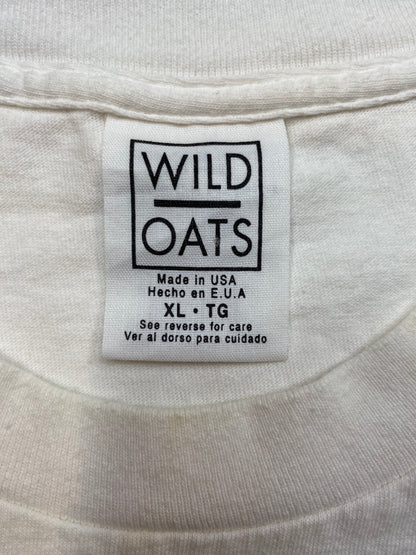 WILD
OATS
Made in USA
Hecho en E.U.A
XL · TG
See reverse for care
Ver al dorso para cuidado